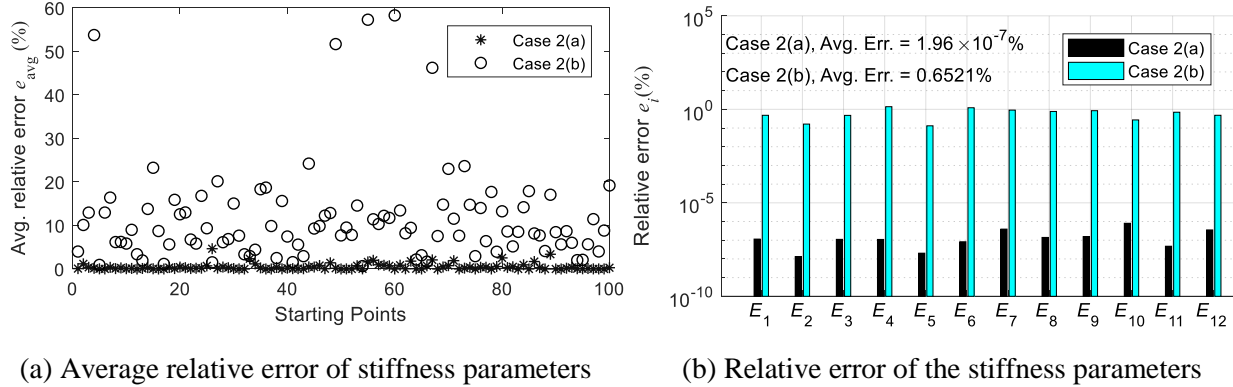 60
50
40
30
20
10
0
0
20
40
60
80
100
Avg. relative error e_avg (%)
Starting Points
Case 2(a)
Case 2(b)
(a) Average relative error of stiffness parameters
10^5
10^0
10^-5
10^-10
Relative error e_i(%)
Case 2(a), Avg. Err. = 1.96 ×10^-7%
Case 2(b), Avg. Err. = 0.6521%
Case 2(a)
Case 2(b)
E_1 E_2 E_3 E_4 E_5 E_6 E_7 E_8 E_9 E_10 E_11 E_12
(b) Relative error of the stiffness parameters